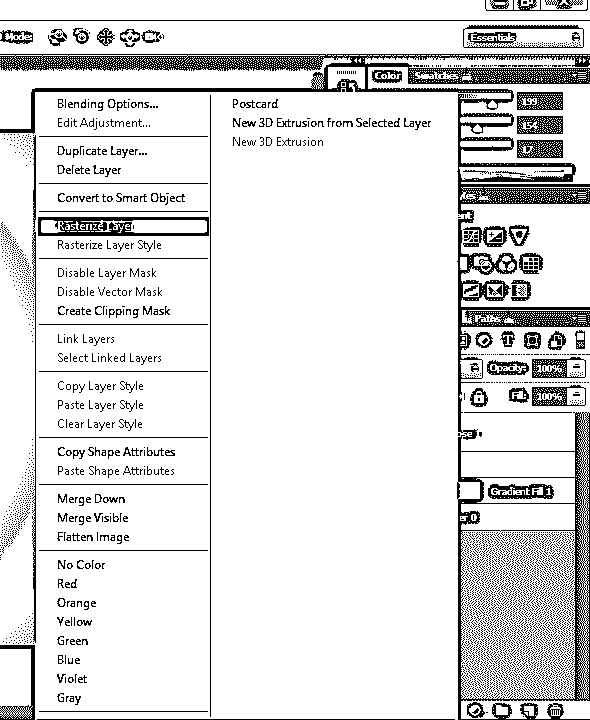 Mode:
Essentials
Color
Swatches
Blending Options...
Edit Adjustment...
Duplicate Layer...
Delete Layer
Convert to Smart Object
Rasterize Layer
Rasterize Layer Style
Disable Layer Mask
Disable Vector Mask
Create Clipping Mask
Link Layers
Select Linked Layers
Copy Layer Style
Paste Layer Style
Clear Layer Style
Copy Shape Attributes
Paste Shape Attributes
Merge Down
Merge Visible
Flatten Image
No Color
Red
Orange
Yellow
Green
Blue
Violet
Gray
Postcard
New 3D Extrusion from Selected Layer
New 3D Extrusion
199
154
Paths
Opacity: 100%
Fill: 100%
Gradient Fill 1
er 0